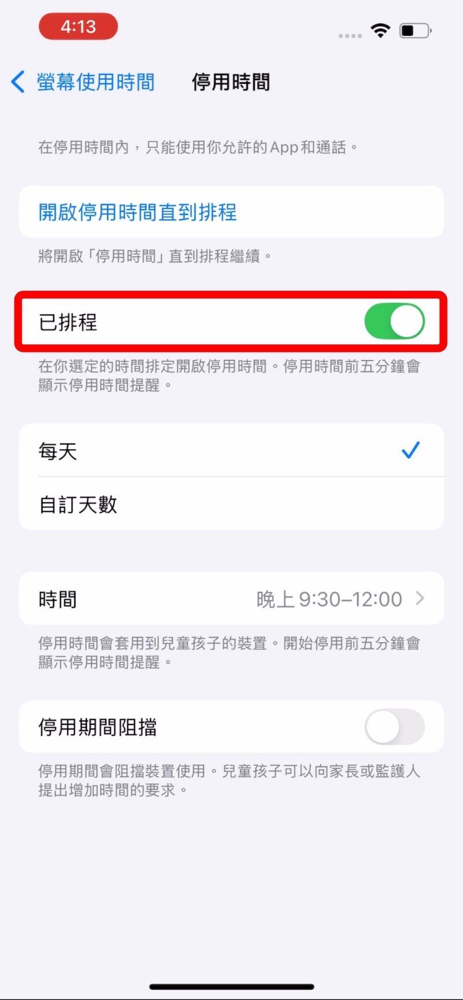 4:13
螢幕使用時間 停用時間
在停用時間內，只能使用你允許的App和通話。
開啟停用時間直到排程
將開啟「停用時間」直到排程繼續。
已排程
在你選定的時間排定開啟停用時間。停用時間前五分鐘會
顯示停用時間提醒。
每天
自訂天數
時間 晚上9:30–12:00
停用時間會套用到兒童孩子的裝置。開始停用前五分鐘會
顯示停用時間提醒。
停用期間阻擋
停用期間會阻擋裝置使用。兒童孩子可以向家長或監護人
提出增加時間的要求。